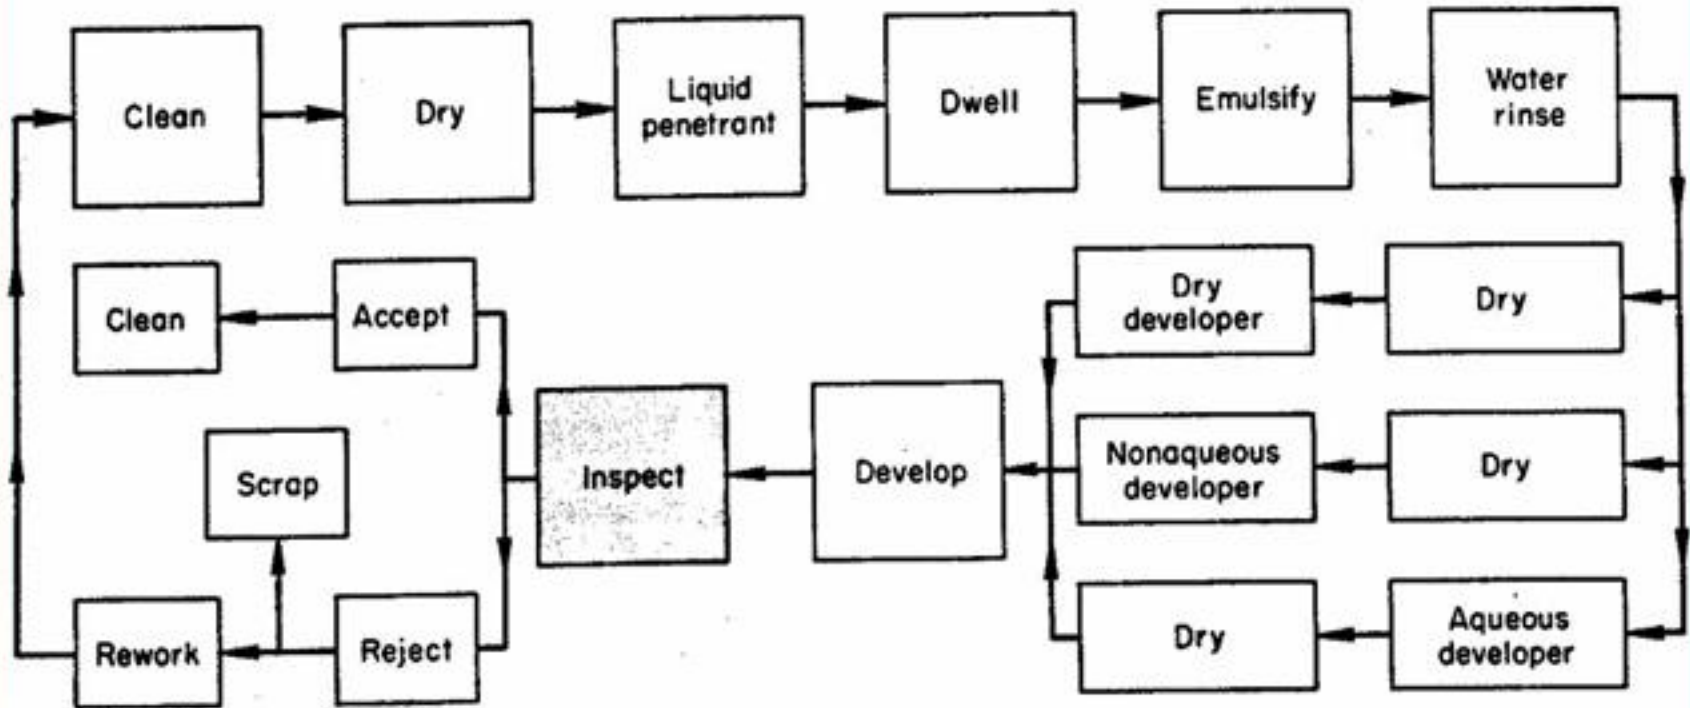 Clean
Dry
Liquid
penetrant
Dwell
Emulsify
Water
rinse
Dry
developer
Dry
Clean
Accept
Nonaqueous
developer
Dry
Scrap
Inspect
Develop
Rework
Reject
Dry
Aqueous
developer